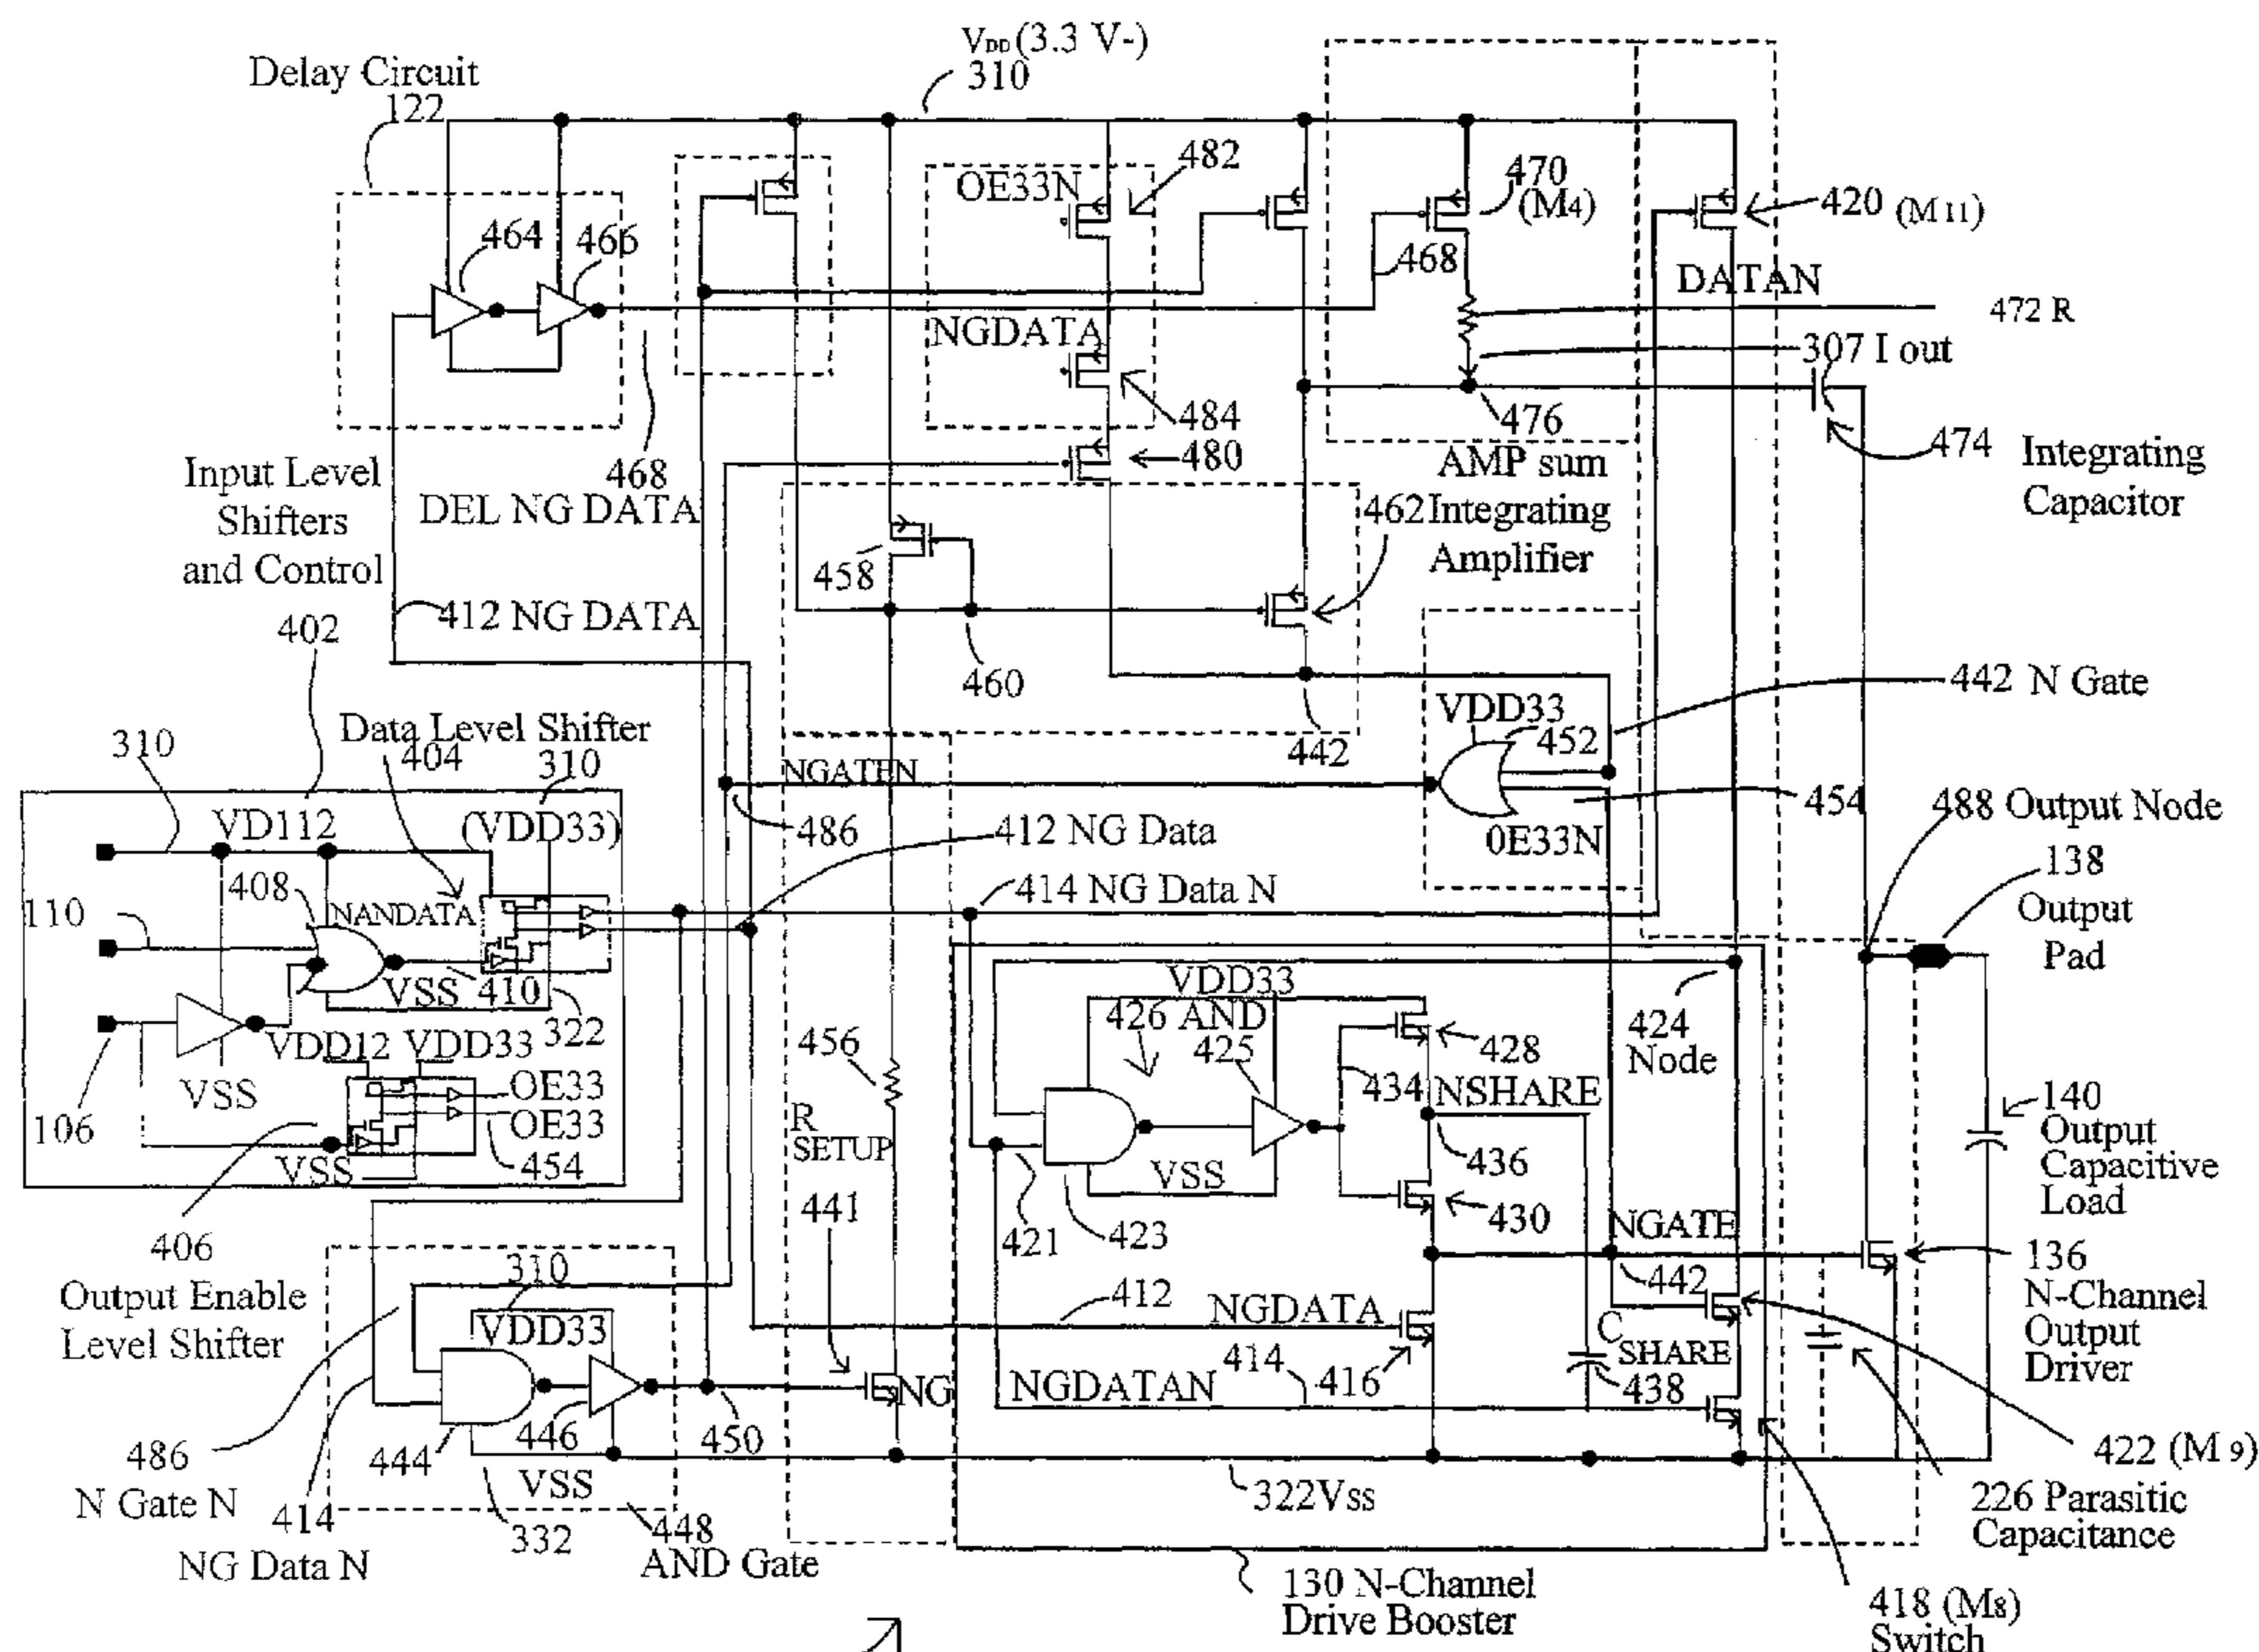 VDD (3.3 V-)
310
Delay Circuit
122
482
OE33N
470
(M4)
420 (M11)
464
466
468
DATAN
472 R
NGDATA
307 I out
484
476
474 Integrating
Capacitor
480
AMP sum
Input Level
Shifters
and Control
468
DEL NG DATA
462 Integrating
Amplifier
458
412 NG DATA
402
460
442 N Gate
Data Level Shifter
404
310
310
VDD33
452
442
NGATEN
VD112
(VDD33)
486
454
488 Output Node
412 NG Data
0E33N
138
Output
Pad
408
NANDATA
414 NG Data N
110
VSS
410
VDD33
426 AND
425
424
Node
322
428
VDD12
VDD33
456
434
NSHARE
140
Output
Capacitive
Load
VSS
OE33
OE33
106
R
SETUP
436
VSS
454
VSS
441
430
421
423
NGATE
406
Output Enable
Level Shifter
310
442
136
N-Channel
Output
Driver
412
NGDATA
VDD33
C
SHARE
414
416
438
NG
NGDATAN
486
N Gate N
444
446
450
422 (M 9)
414
NG Data N
VSS
332
448
AND Gate
322Vss
226 Parasitic
Capacitance
130 N-Channel
Drive Booster
418 (M8)
Switch